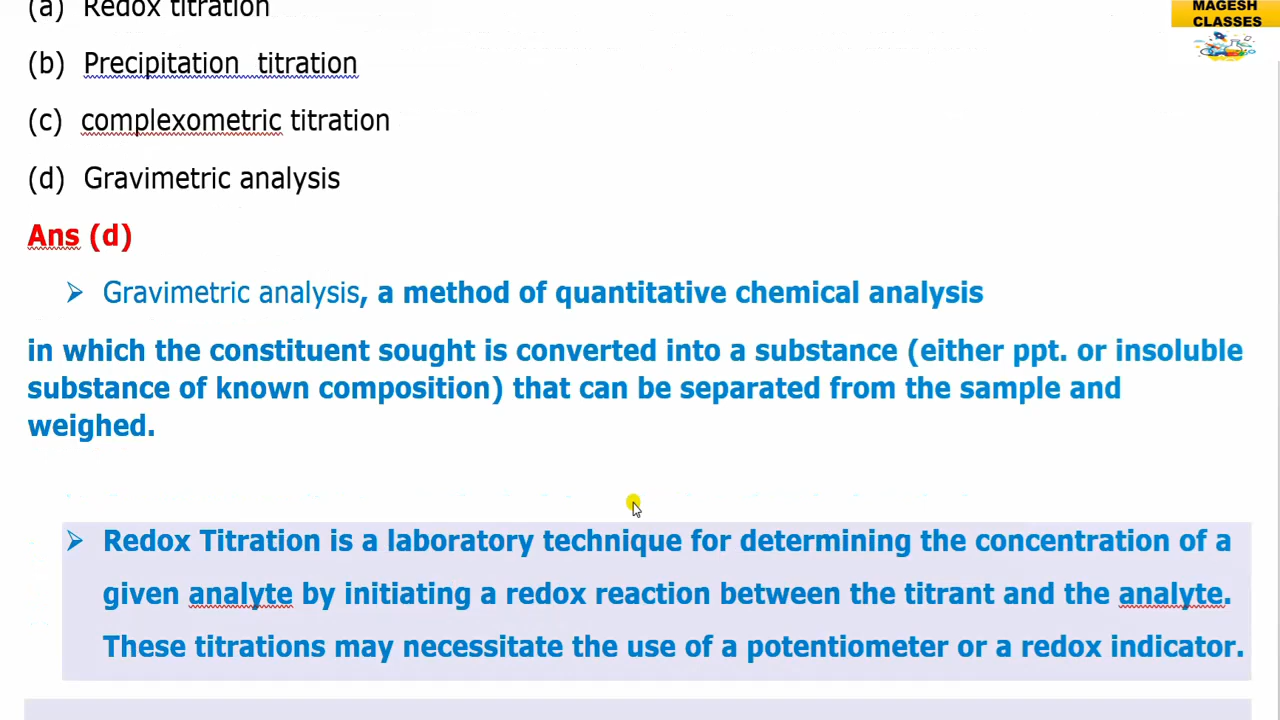 (a) Redox titration
MAGESH
CLASSES
(b) Precipitation titration
(c) complexometric titration
(d) Gravimetric analysis
Ans (d)
➢ Gravimetric analysis, a method of quantitative chemical analysis
in which the constituent sought is converted into a substance (either ppt. or insoluble
substance of known composition) that can be separated from the sample and
weighed.
➢ Redox Titration is a laboratory technique for determining the concentration of a
given analyte by initiating a redox reaction between the titrant and the analyte.
These titrations may necessitate the use of a potentiometer or a redox indicator.